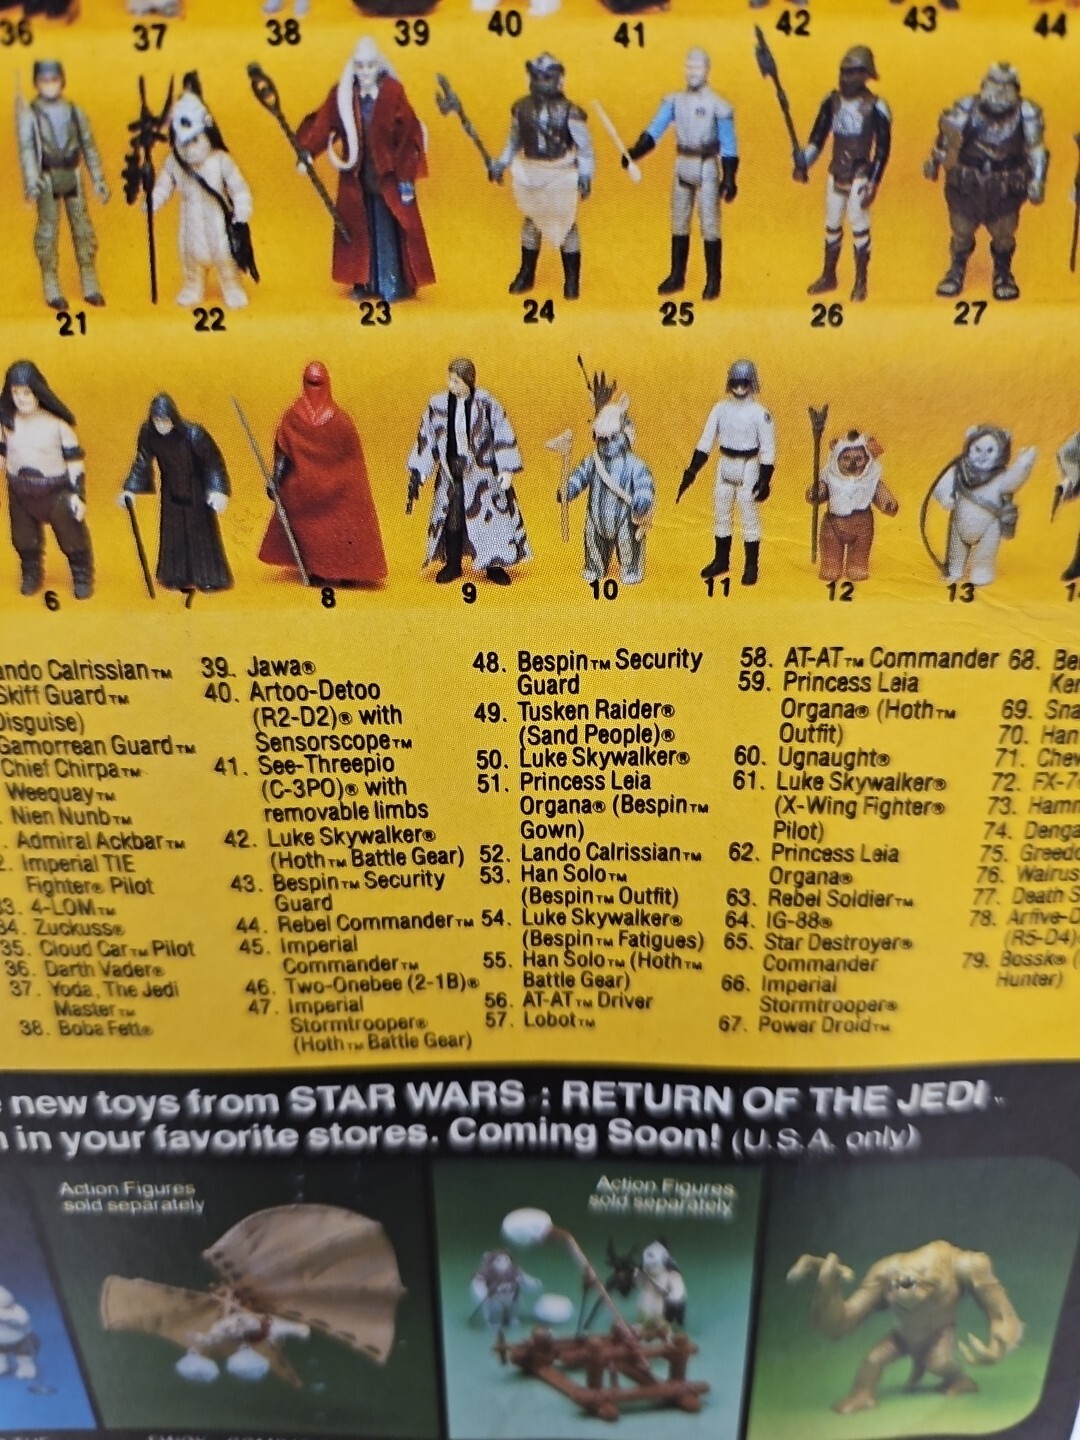 36 37 38 39 40 41 42 43 44
21 22 23 24 25 26 27
6 7 8 9 10 11 12 13
Calrissian™
Skiff Guard™
Disguise)
Gamorrean Guard™
Chief Chirpa™
Weequay™
Nien Nunb™
Admiral Ackbar™
Imperial TIE
Fighter® Pilot
4-LOM™
Zuckuss®
35. Cloud Car™ Pilot
36. Darth Vader®
37. Yoda, The Jedi
Master™
38. Boba Fett®
39. Jawa®
40. Artoo-Detoo
(R2-D2)® with
Sensorscope™
41. See-Threepio
(C-3PO)® with
removable limbs
42. Luke Skywalker®
(Hoth™ Battle Gear)
43. Bespin™ Security
Guard
44. Rebel Commander™
45. Imperial
Commander™
46. Two-Onebee (2-1B)®
47. Imperial
Stormtrooper®
(Hoth™ Battle Gear)
48. Bespin™ Security
Guard
49. Tusken Raider®
(Sand People)®
50. Luke Skywalker®
51. Princess Leia
Organa® (Bespin™
Gown)
52. Lando Calrissian™
53. Han Solo™
(Bespin™ Outfit)
54. Luke Skywalker®
(Bespin™ Fatigues)
55. Han Solo™ (Hoth™
Battle Gear)
56. AT-AT™ Driver
57. Lobot™
58. AT-AT™ Commander
59. Princess Leia
Organa® (Hoth™
Outfit)
60. Ugnaught®
61. Luke Skywalker®
(X-Wing Fighter®
Pilot)
62. Princess Leia
Organa®
63. Rebel Soldier™
64. IG-88®
65. Star Destroyer®
Commander
66. Imperial
Stormtrooper®
67. Power Droid™
68.
69.
70. Han
71.
72.
73.
74.
75.
76.
77. Death
78.
(R5-D4)
79. Bossk®
Hunter)
new toys from STAR WARS : RETURN OF THE JEDI
in your favorite stores. Coming Soon! (U.S.A. only)
Action Figures
sold separately
Action Figures
sold separately